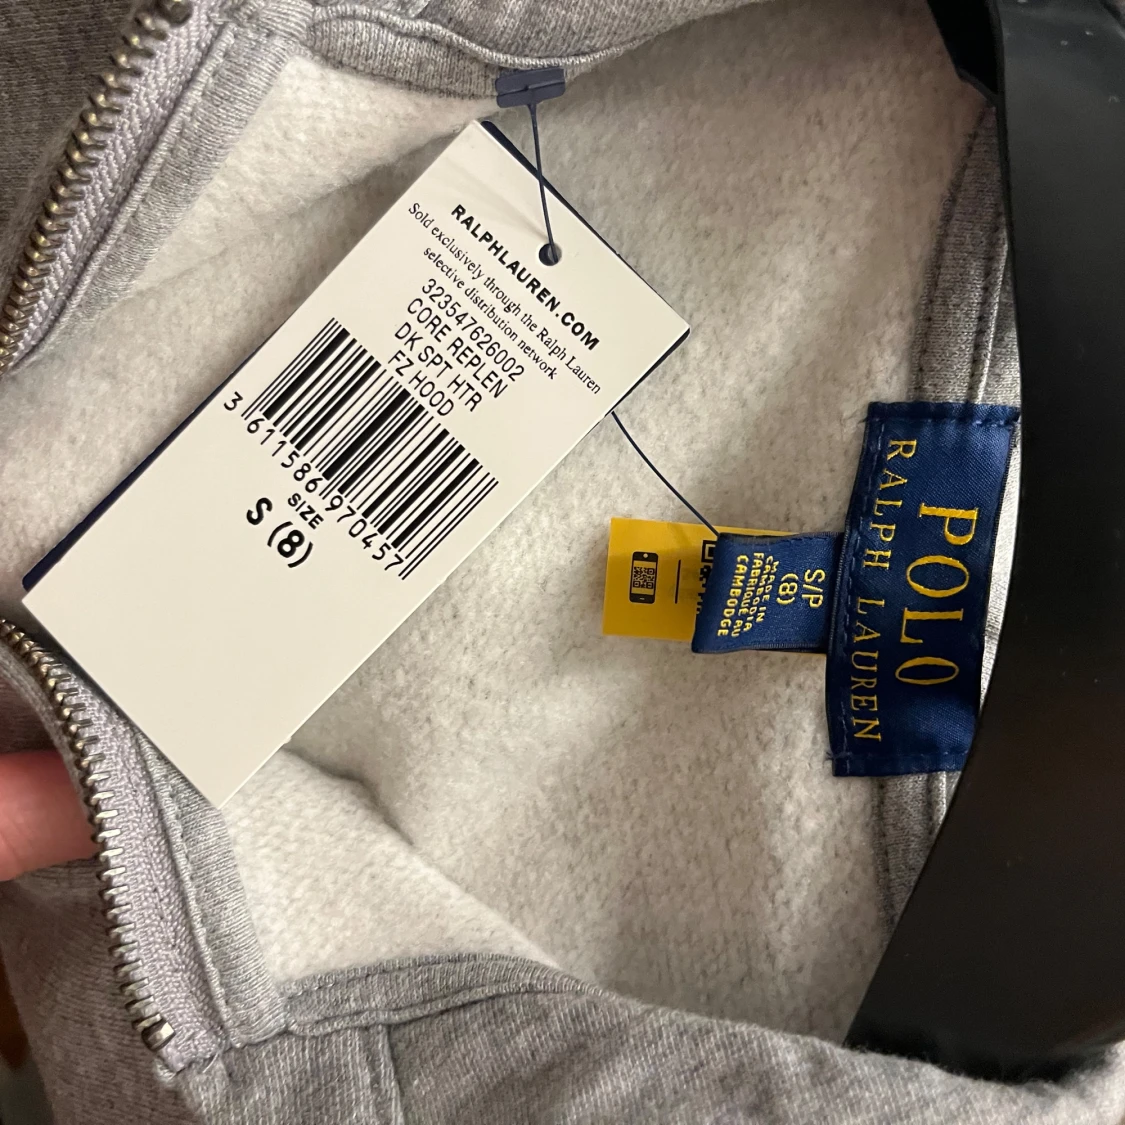 RALPHLAUREN.COM
Sold exclusively through the Ralph Lauren
selective distribution network
323547626002
CORE REPLEN
DK SPT HTR
FZ HOOD
3 611586 970457
SIZE
S (8)
POLO
RALPH LAUREN
S/P
(8)
MADE IN
CAMBODIA
FABRIQUÉ AU
CAMBODGE